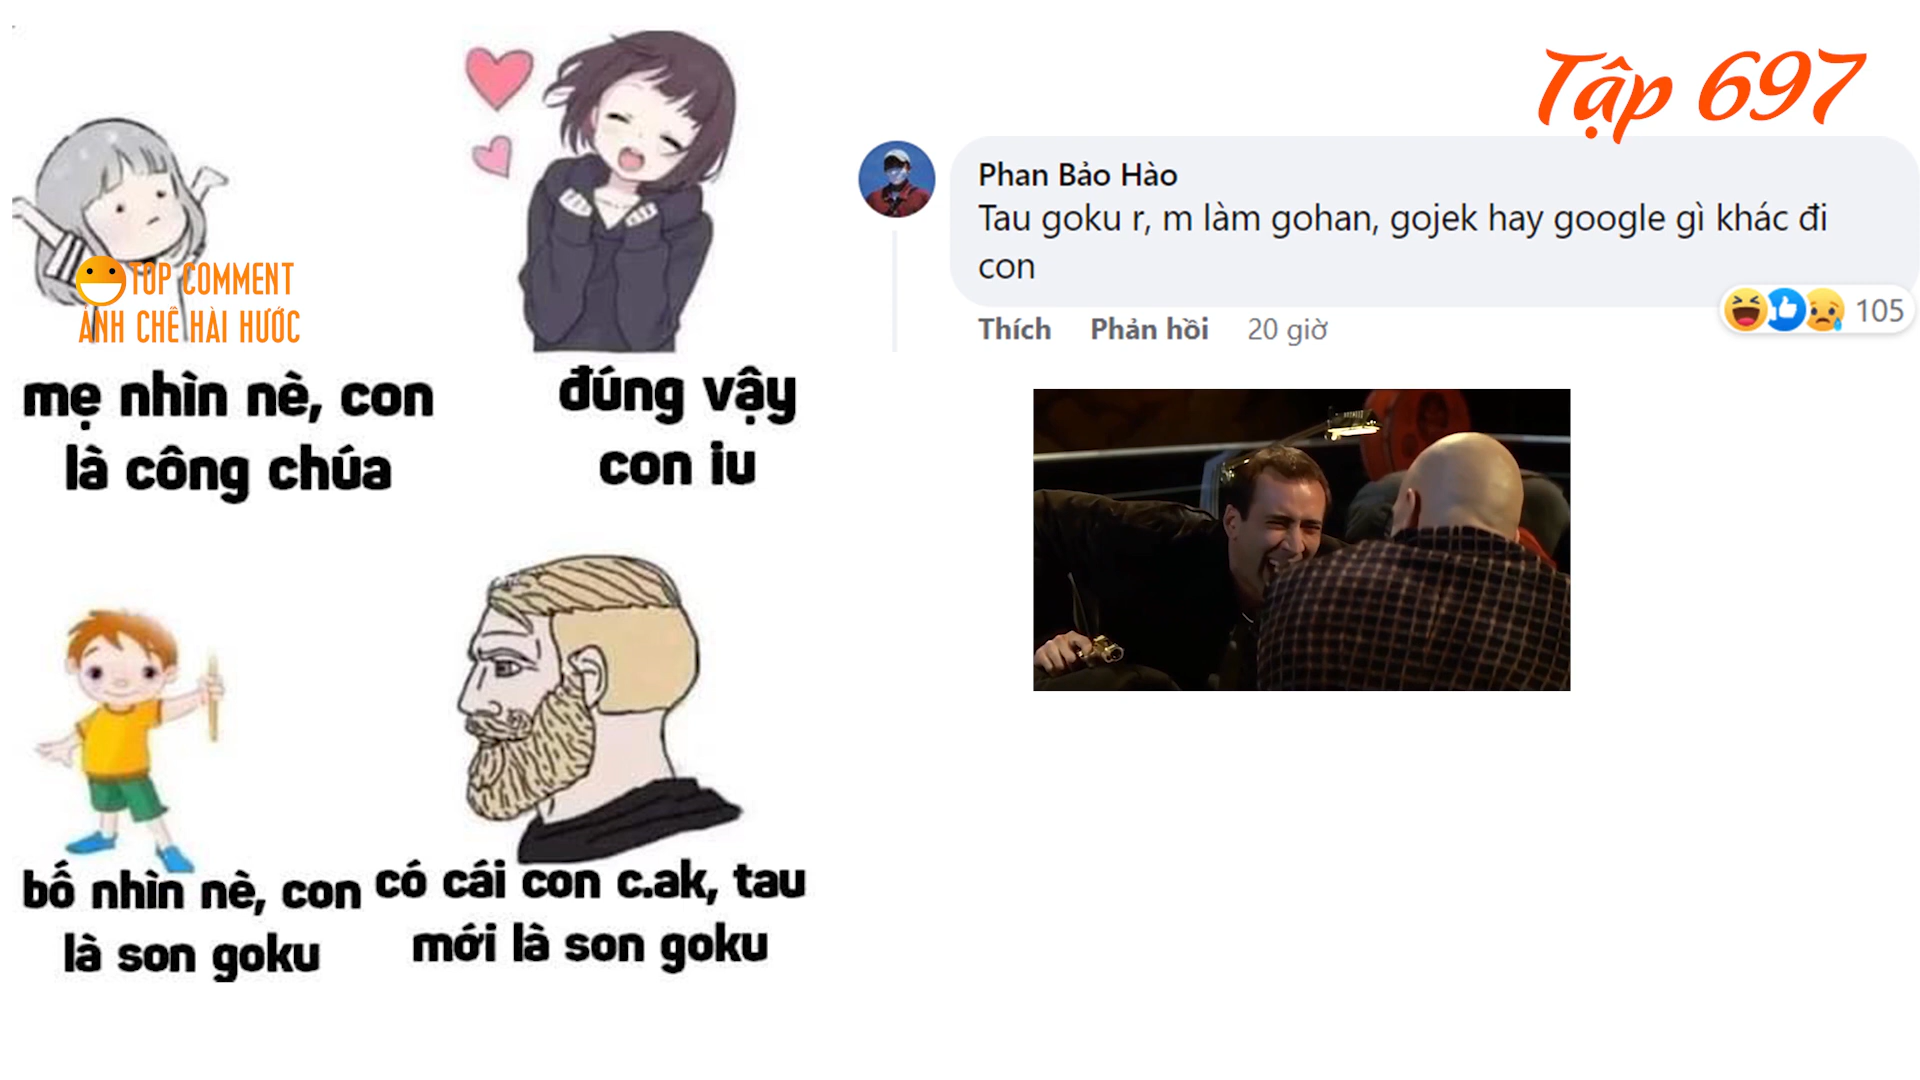 Tập 697
TOP COMMENT
ẢNH CHẾ HÀI HƯỚC
mẹ nhìn nè, con
là công chúa
đúng vậy
con iu
bố nhìn nè, con
là son goku
có cái con c.ak, tau
mới là son goku
Phan Bảo Hào
Tau goku r, m làm gohan, gojek hay google gì khác đi
con
Thích Phản hồi 20 giờ
105